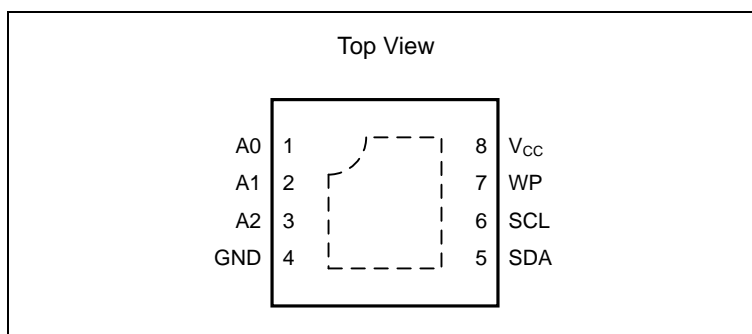 Top View
A0 1 8 VCC
A1 2 7 WP
A2 3 6 SCL
GND 4 5 SDA